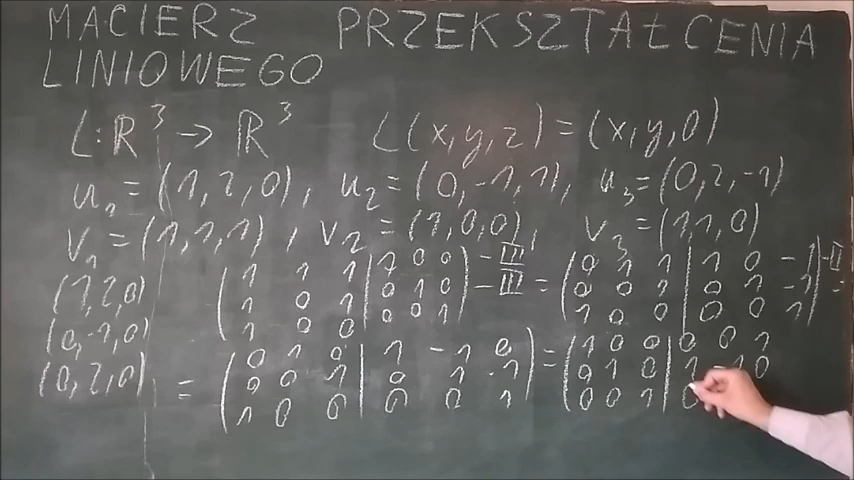 MACIERZ PRZEKSZTAŁCENIA
LINIOWEGO
L: ℝ³ → ℝ³ L(x,y,z) = (x,y,0)
u₁ = (1,2,0), u₂ = (0,-1,1), u₃ = (0,2,-1)
v₁ = (1,1,1), v₂ = (1,0,0), v₃ = (1,1,0)
(1,2,0)
(0,-1,0)
(0,2,0)
1 1 1 | 1 0 0 -III
1 0 1 | 0 1 0 -III
1 0 0 | 0 0 1
=
0 1 1 | 1 0 -1 -II
0 0 1 | 0 1 -1
1 0 0 | 0 0 1
=
0 1 0 | 1 -1 0
0 0 1 | 0 1 -1
1 0 0 | 0 0 1
=
1 0 0 | 0 0 1
0 1 0 | 1 -1 0
0 0 1 | 0